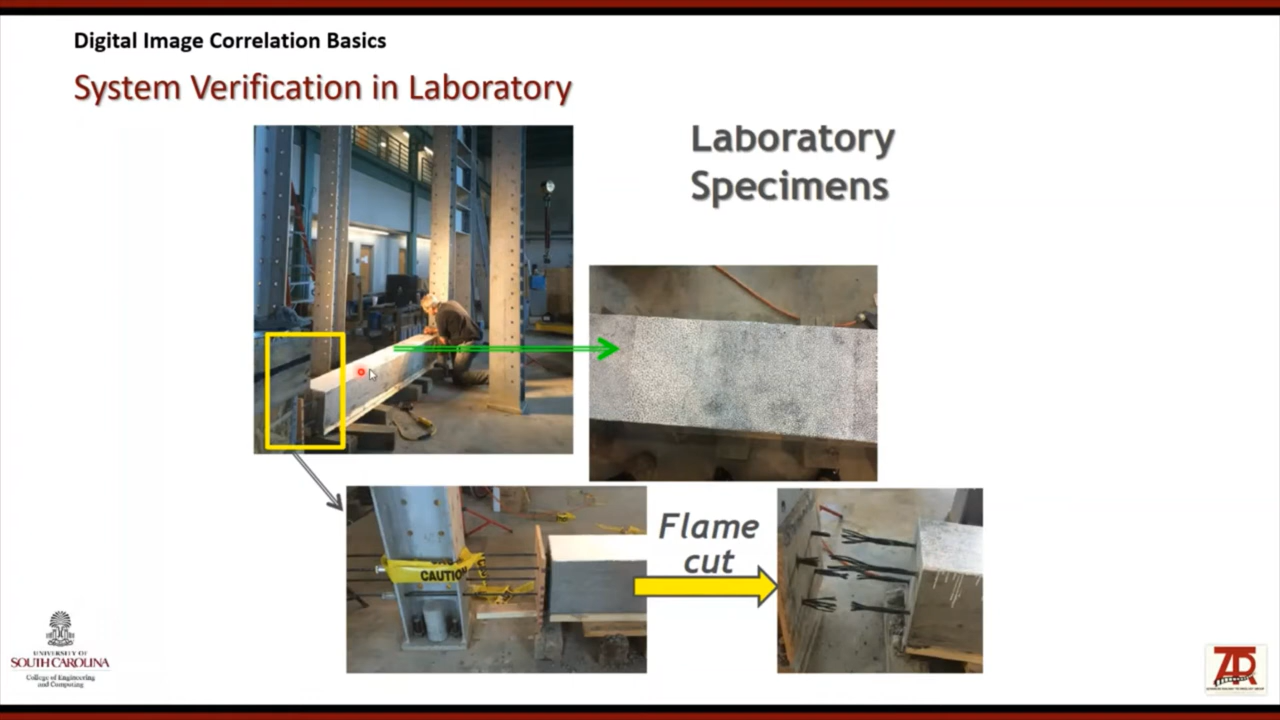 Digital Image Correlation Basics
System Verification in Laboratory
Laboratory
Specimens
Flame
cut
CAUTION
UNIVERSITY OF
SOUTH CAROLINA
College of Engineering
and Computing